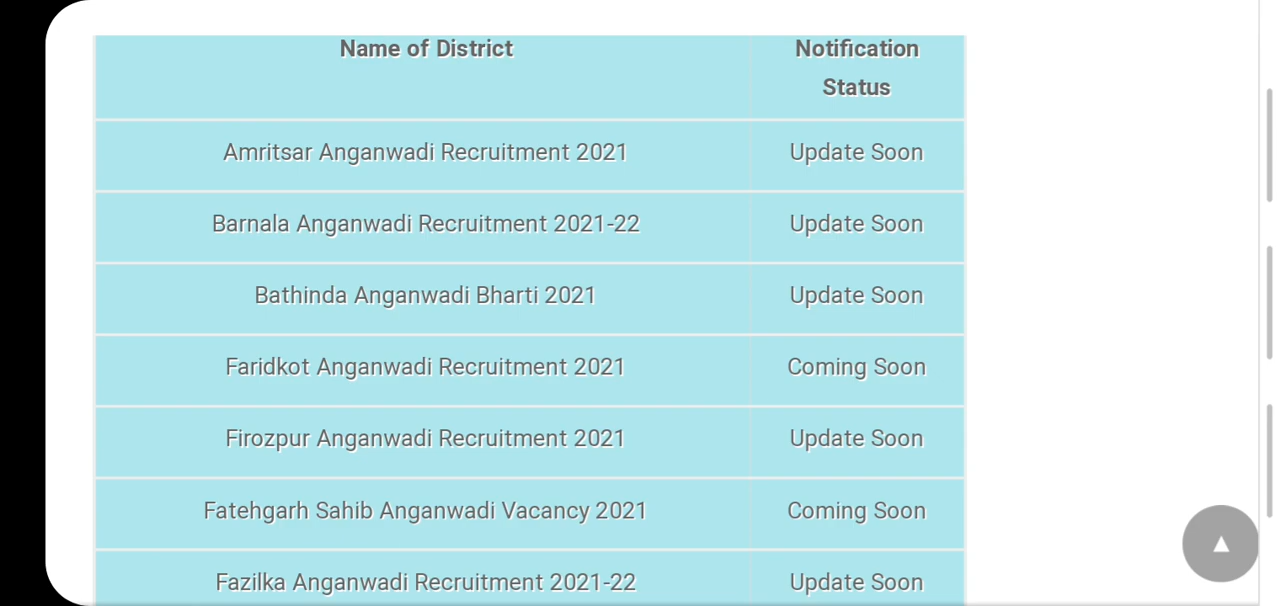 Name of District
Notification
Status
Amritsar Anganwadi Recruitment 2021
Update Soon
Barnala Anganwadi Recruitment 2021-22
Update Soon
Bathinda Anganwadi Bharti 2021
Update Soon
Faridkot Anganwadi Recruitment 2021
Coming Soon
Firozpur Anganwadi Recruitment 2021
Update Soon
Fatehgarh Sahib Anganwadi Vacancy 2021
Coming Soon
Fazilka Anganwadi Recruitment 2021-22
Update Soon